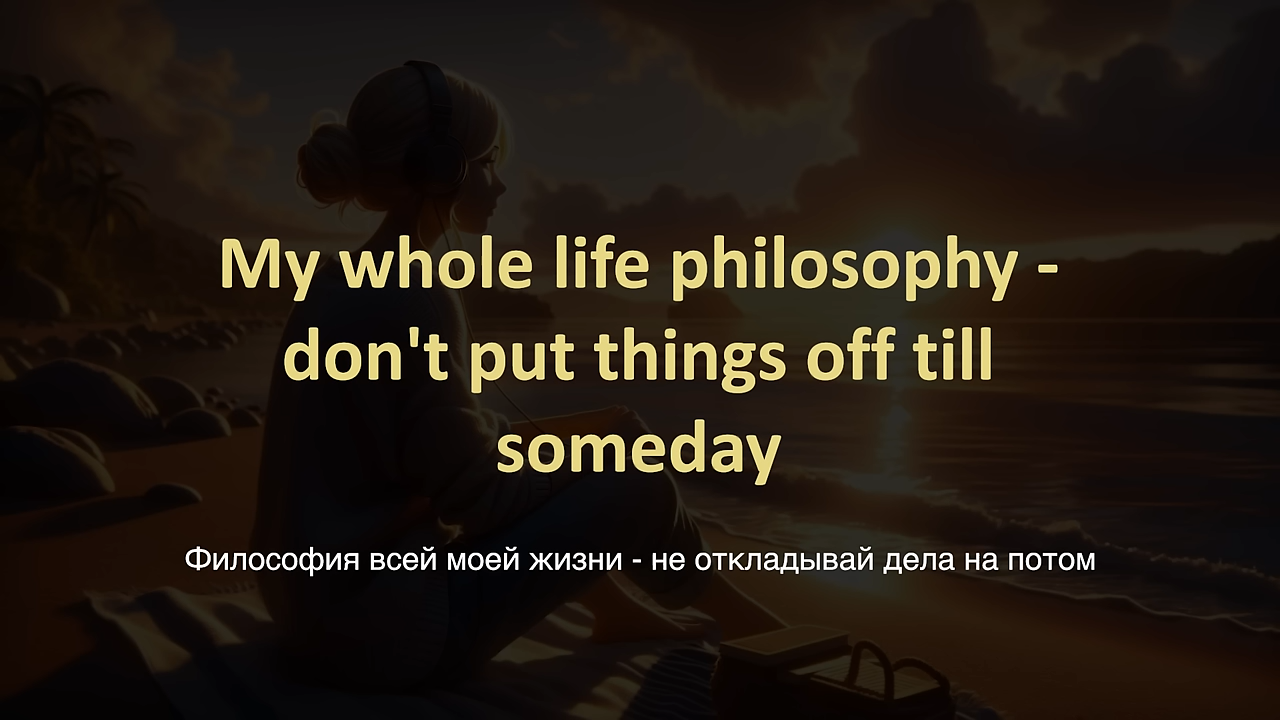 My whole life philosophy -
don't put things off till
someday
Философия всей моей жизни - не откладывай дела на потом